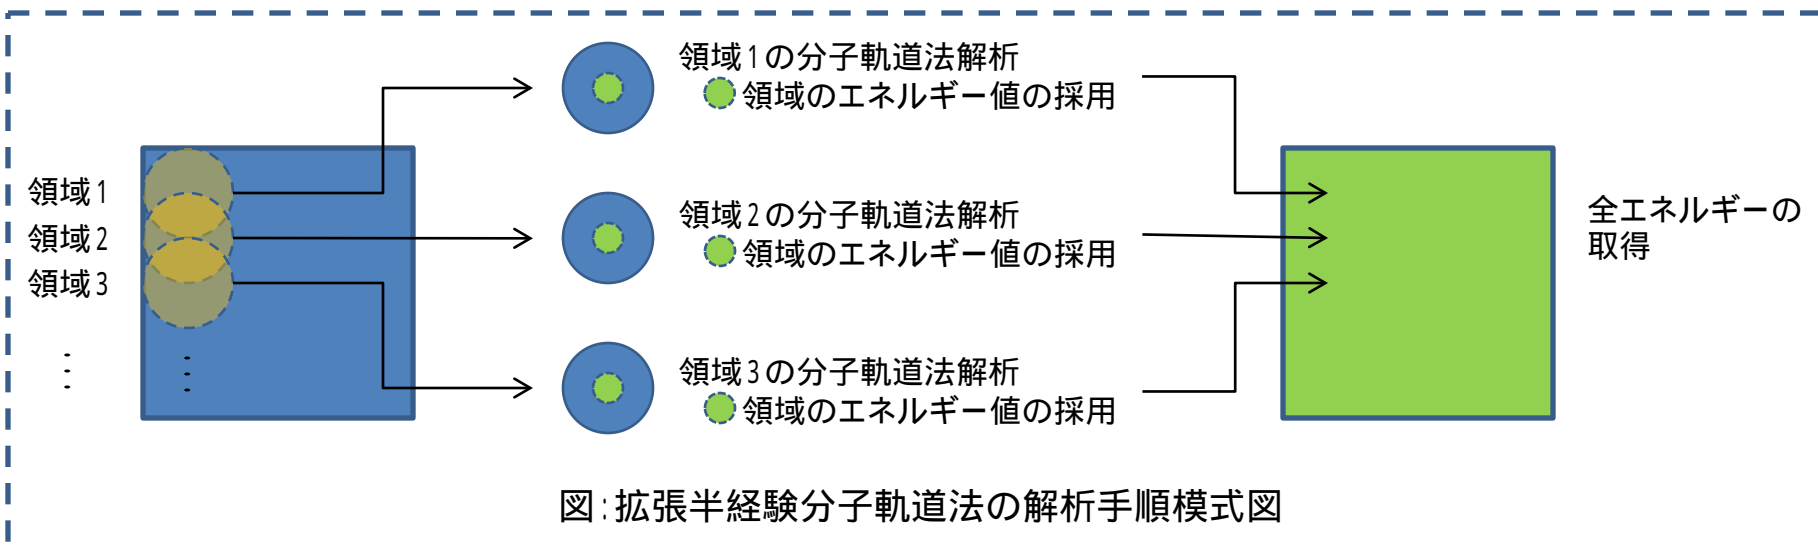 領域1
領域2
領域3
⋮
⋮
領域1の分子軌道法解析
領域のエネルギー値の採用
領域2の分子軌道法解析
領域のエネルギー値の採用
領域3の分子軌道法解析
領域のエネルギー値の採用
全エネルギーの
取得
図:拡張半経験分子軌道法の解析手順模式図